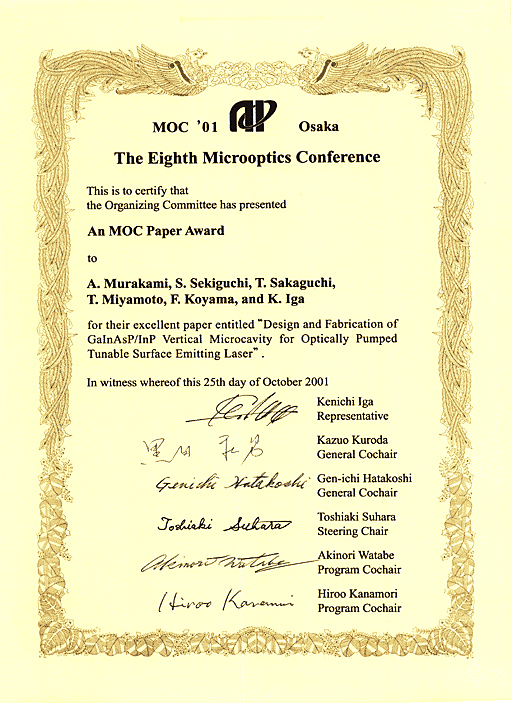 MOC '01 Osaka
The Eighth Microoptics Conference
This is to certify that
the Organizing Committee has presented
An MOC Paper Award
to
A. Murakami, S. Sekiguchi, T. Sakaguchi,
T. Miyamoto, F. Koyama, and K. Iga
for their excellent paper entitled "Design and Fabrication of
GaInAsP/InP Vertical Microcavity for Optically Pumped
Tunable Surface Emitting Laser".
In witness whereof this 25th day of October 2001
Kenichi Iga
Representative
黒田 和男
Kazuo Kuroda
General Cochair
Genichi Hatakoshi
Gen-ichi Hatakoshi
General Cochair
Toshiaki Suhara
Toshiaki Suhara
Steering Chair
Akinori Watabe
Akinori Watabe
Program Cochair
Hiroo Kanamori
Hiroo Kanamori
Program Cochair